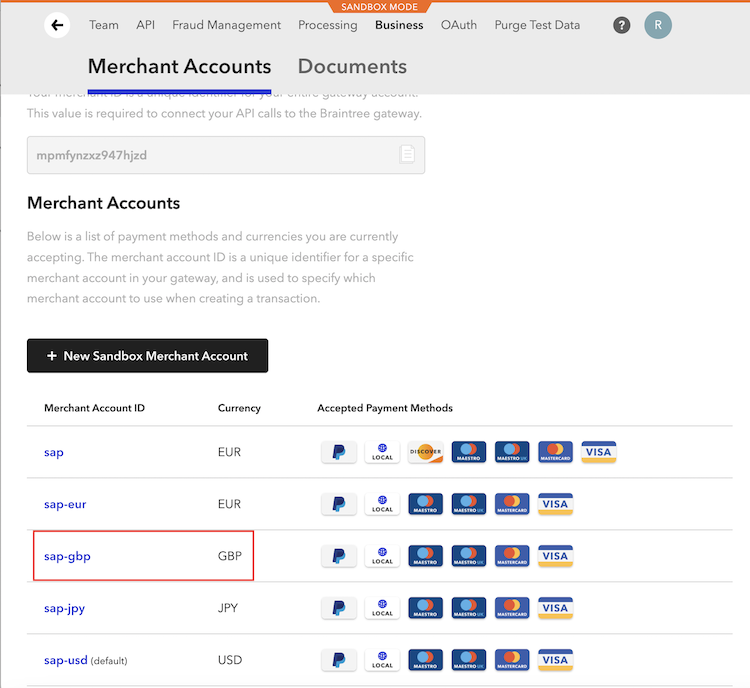 SANDBOX MODE
Team API Fraud Management Processing Business OAuth Purge Test Data ? R
Merchant Accounts Documents
Your merchant ID is a unique identifier for your entire gateway account.
This value is required to connect your API calls to the Braintree gateway.
mpmfynzxz947hjzd
Merchant Accounts
Below is a list of payment methods and currencies you are currently
accepting. The merchant account ID is a unique identifier for a specific
merchant account in your gateway, and is used to specify which
merchant account to use when creating a transaction.
+ New Sandbox Merchant Account
Merchant Account ID Currency Accepted Payment Methods
sap EUR LOCAL DISCOVER MAESTRO MAESTRO UK MASTERCARD VISA
sap-eur EUR LOCAL MAESTRO MAESTRO UK MASTERCARD VISA
sap-gbp GBP LOCAL MAESTRO MAESTRO UK MASTERCARD VISA
sap-jpy JPY LOCAL MAESTRO MAESTRO UK MASTERCARD VISA
sap-usd (default) USD LOCAL MAESTRO MAESTRO UK MASTERCARD VISA